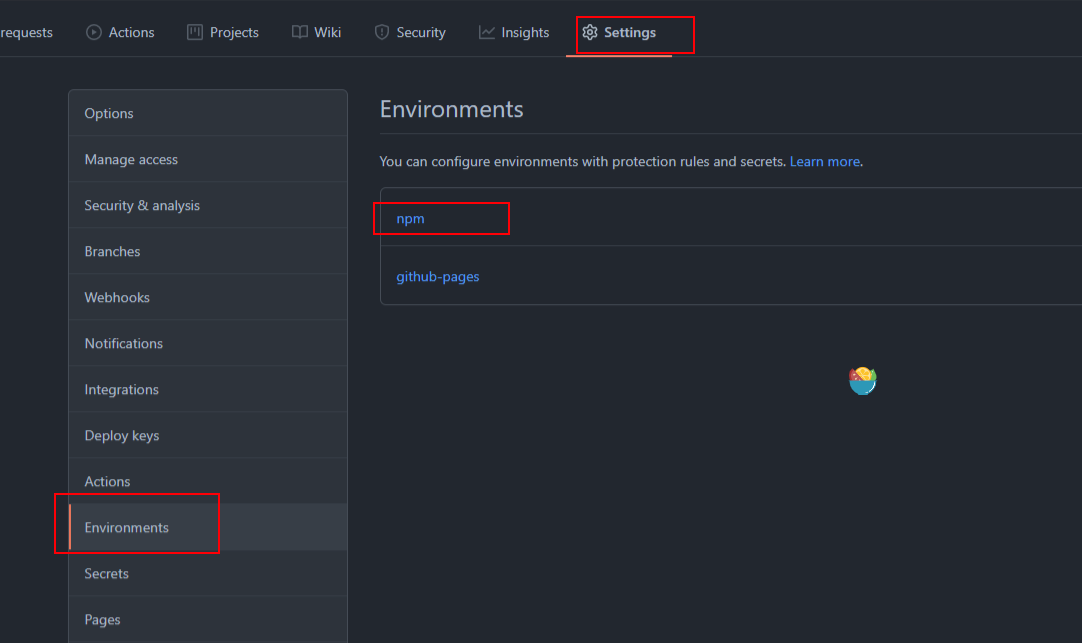 requests Actions Projects Wiki Security Insights Settings
Options
Manage access
Security & analysis
Branches
Webhooks
Notifications
Integrations
Deploy keys
Actions
Environments
Secrets
Pages
Environments
You can configure environments with protection rules and secrets. Learn more.
npm
github-pages